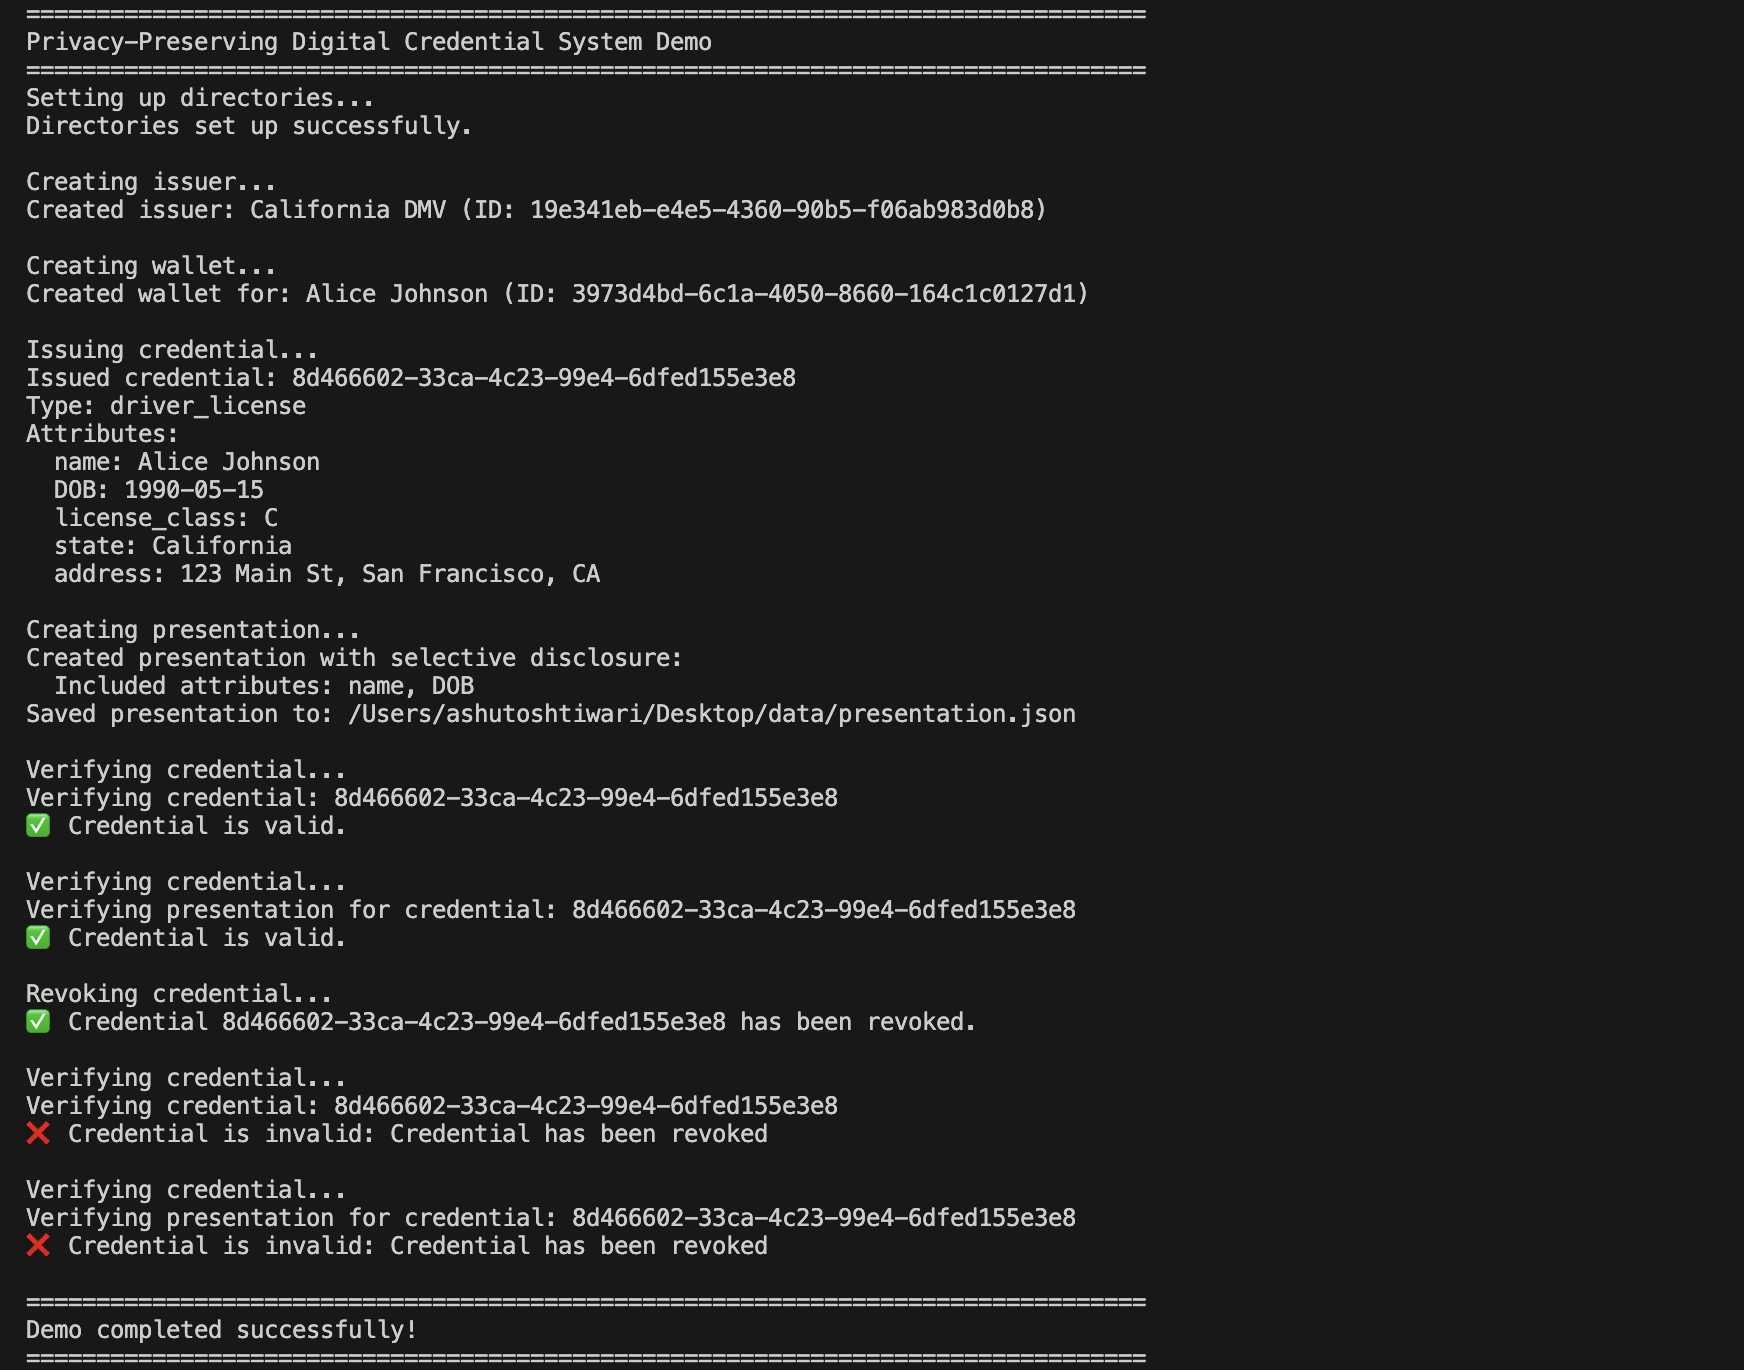 ================================================================================
Privacy-Preserving Digital Credential System Demo
================================================================================
Setting up directories...
Directories set up successfully.
Creating issuer...
Created issuer: California DMV (ID: 19e341eb-e4e5-4360-90b5-f06ab983d0b8)
Creating wallet...
Created wallet for: Alice Johnson (ID: 3973d4bd-6c1a-4050-8660-164c1c0127d1)
Issuing credential...
Issued credential: 8d466602-33ca-4c23-99e4-6dfed155e3e8
Type: driver_license
Attributes:
  name: Alice Johnson
  DOB: 1990-05-15
  license_class: C
  state: California
  address: 123 Main St, San Francisco, CA
Creating presentation...
Created presentation with selective disclosure:
  Included attributes: name, DOB
Saved presentation to: /Users/ashutoshtiwari/Desktop/data/presentation.json
Verifying credential...
Verifying credential: 8d466602-33ca-4c23-99e4-6dfed155e3e8
✅ Credential is valid.
Verifying credential...
Verifying presentation for credential: 8d466602-33ca-4c23-99e4-6dfed155e3e8
✅ Credential is valid.
Revoking credential...
✅ Credential 8d466602-33ca-4c23-99e4-6dfed155e3e8 has been revoked.
Verifying credential...
Verifying credential: 8d466602-33ca-4c23-99e4-6dfed155e3e8
❌ Credential is invalid: Credential has been revoked
Verifying credential...
Verifying presentation for credential: 8d466602-33ca-4c23-99e4-6dfed155e3e8
❌ Credential is invalid: Credential has been revoked
================================================================================
Demo completed successfully!
================================================================================